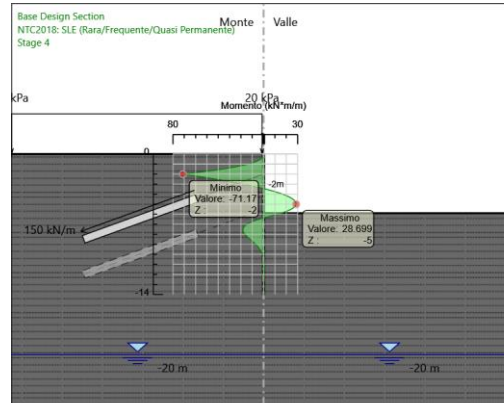 Base Design Section
NTC2018: SLE (Rara/Frequente/Quasi Permanente)
Stage 4
Monte Valle
kPa
20 kPa
Momento (kN*m/m)
80 30
0
-2m
Minimo
Valore: -71.17
Z : -2
Massimo
Valore: 28.699
Z : -5
150 kN/m
-14
-20 m
-20 m